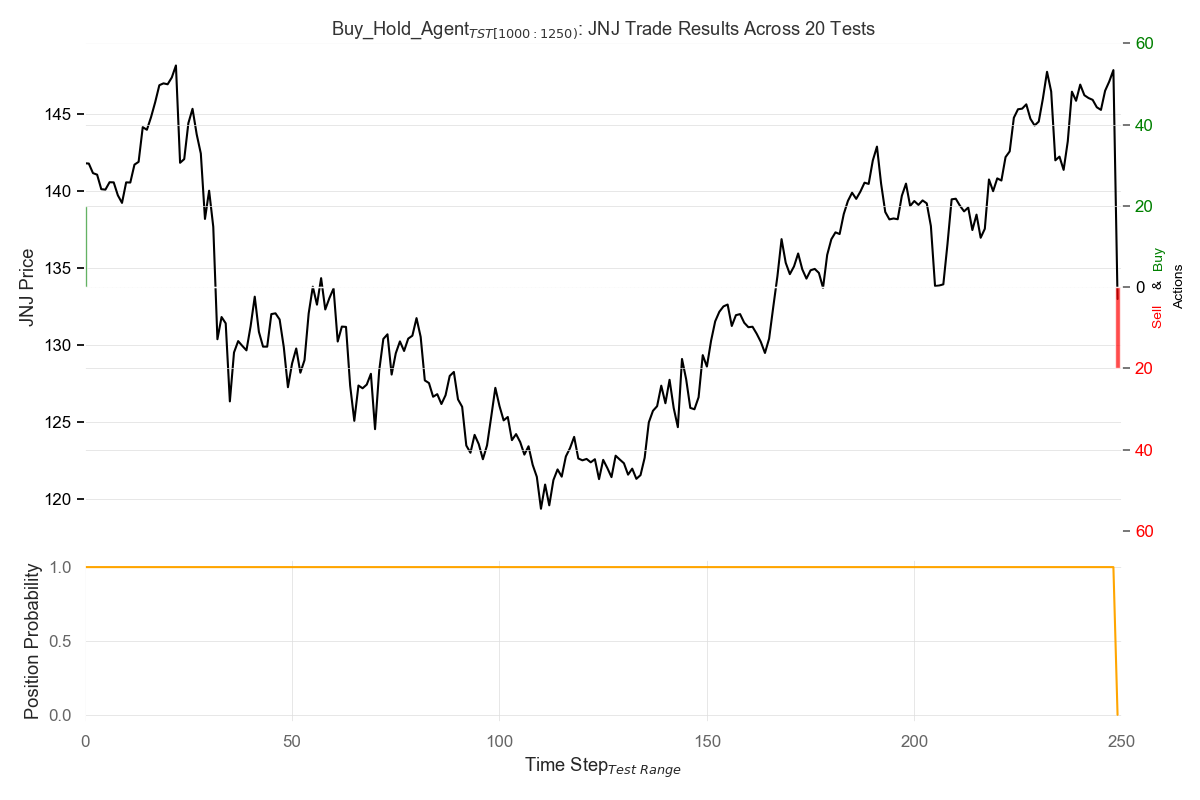 Buy_Hold_Agent TST[1000:1250): JNJ Trade Results Across 20 Tests
JNJ Price
145
140
135
130
125
120
60
40
20
0
20
40
60
Sell & Buy
Actions
Position Probability
1.0
0.5
0.0
0 50 100 150 200 250
Time Step Test Range